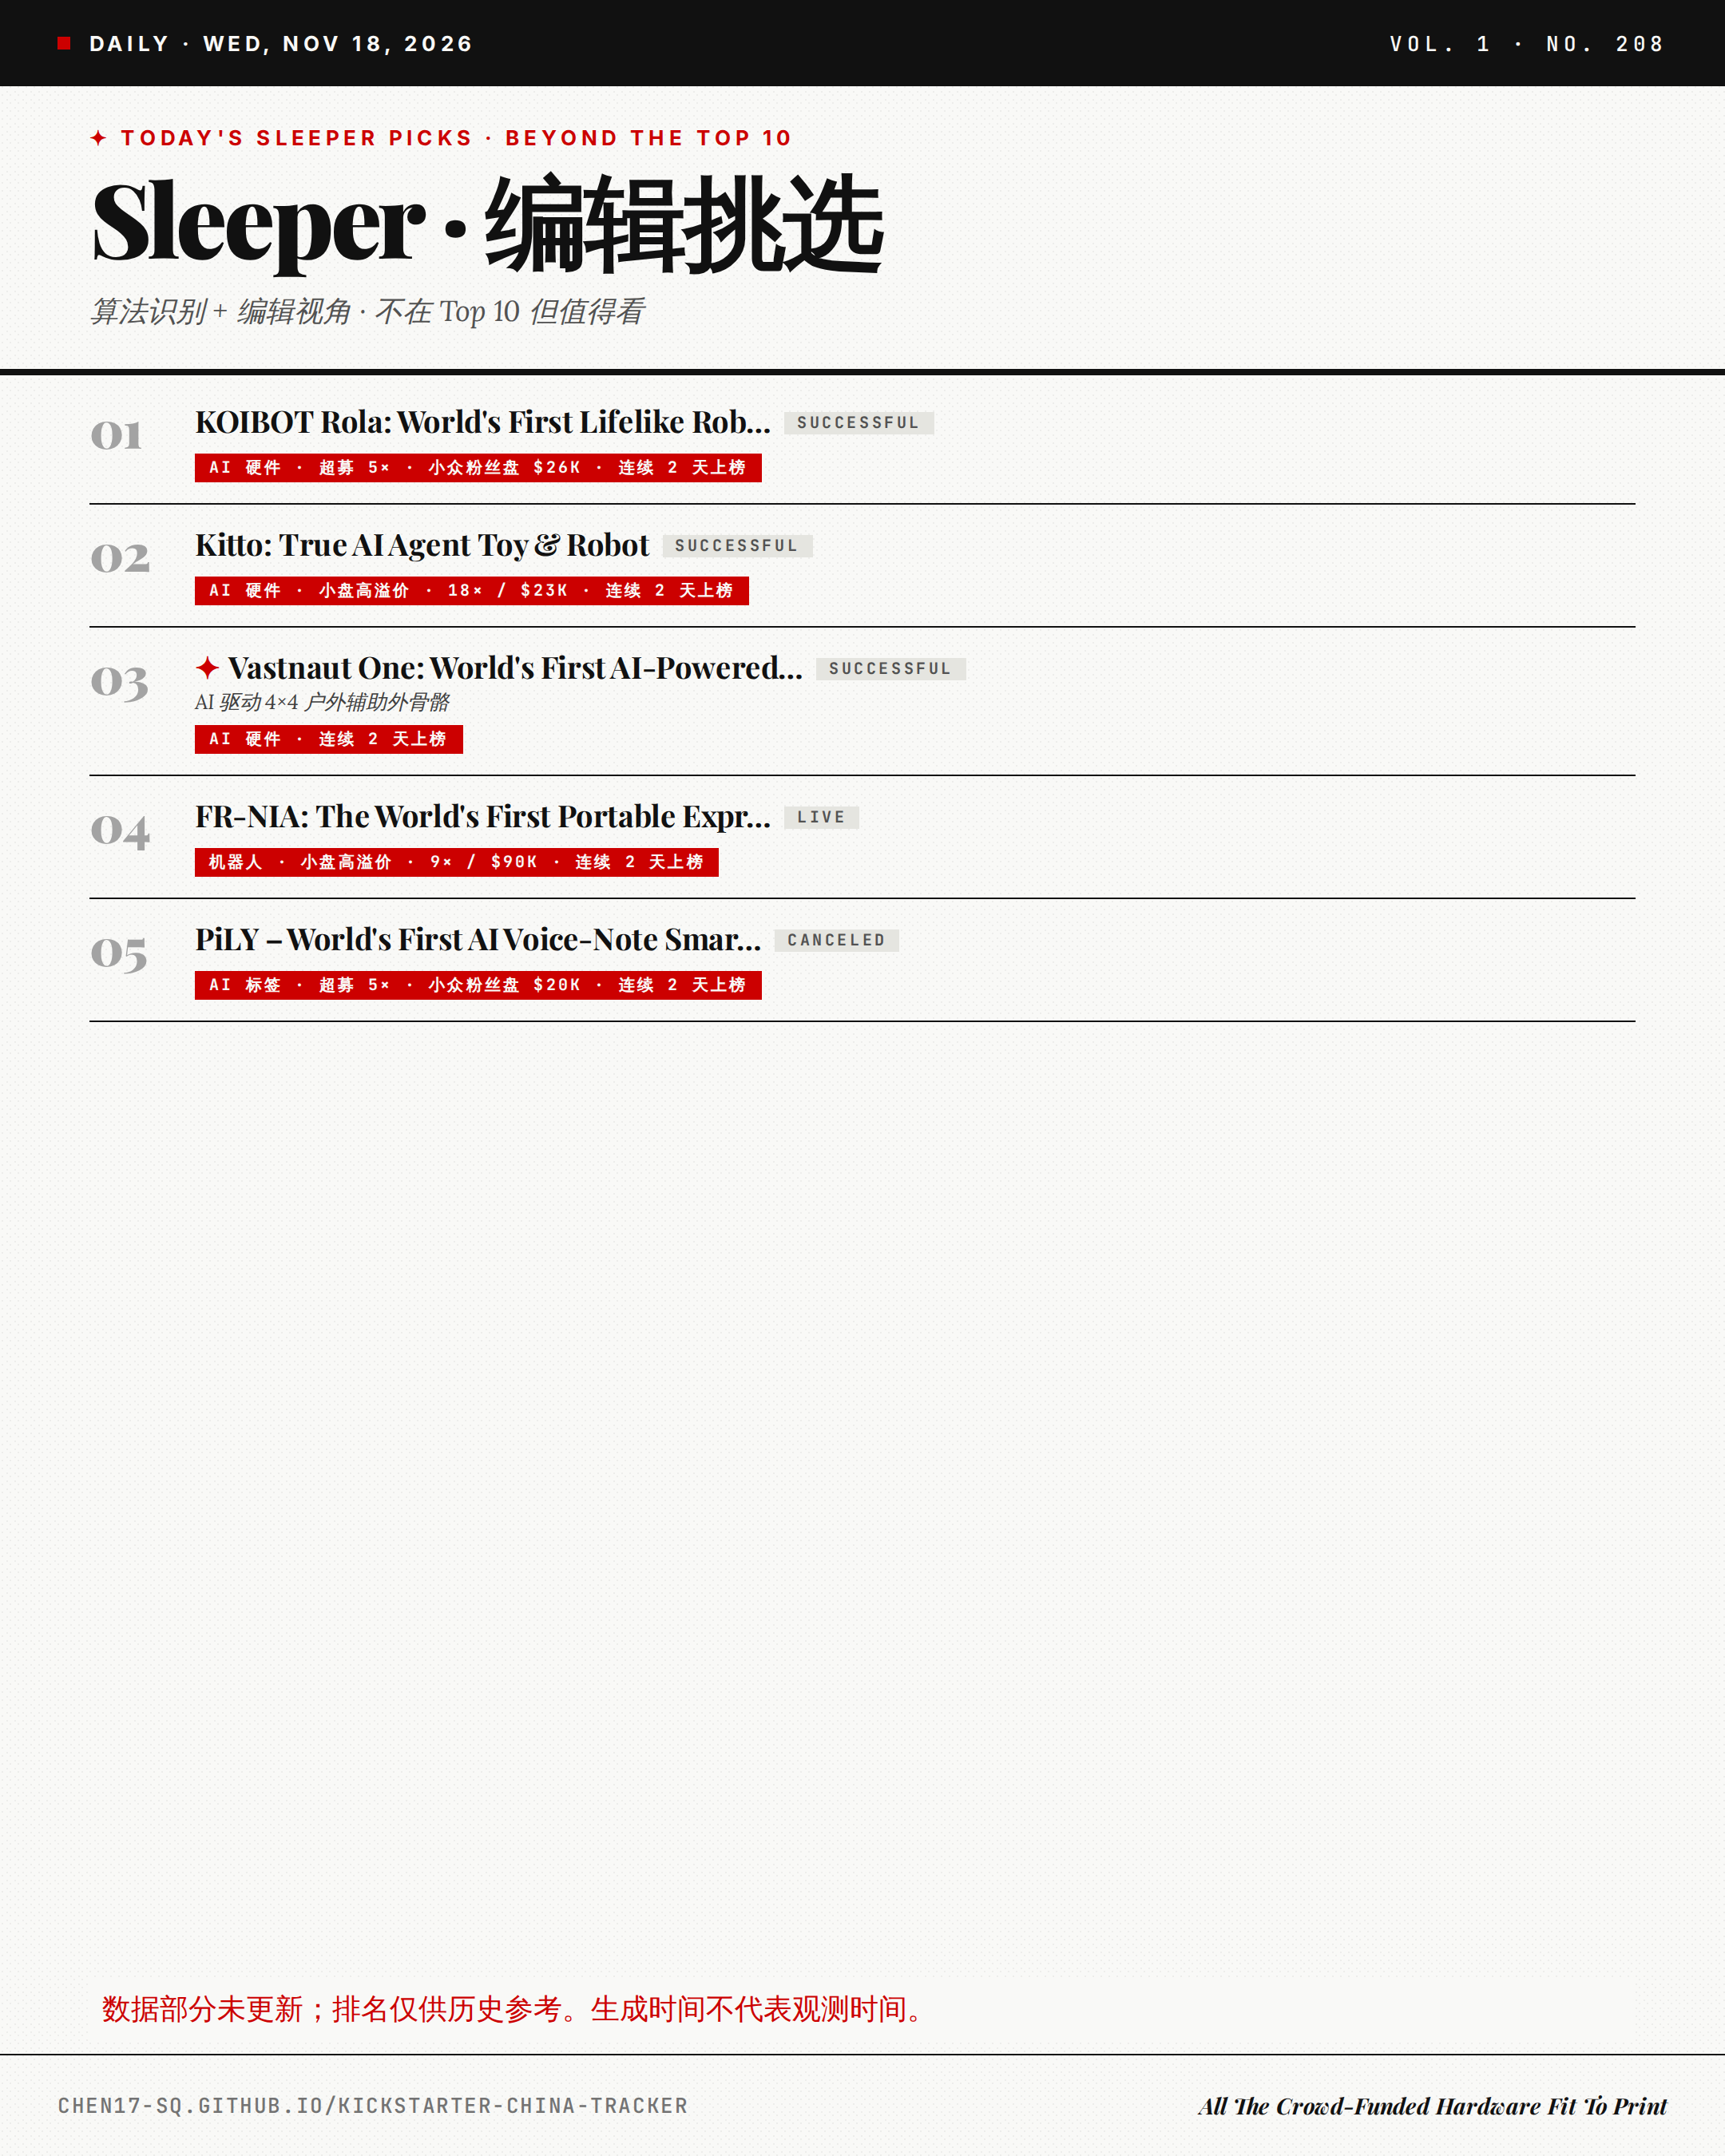 DAILY · WED, NOV 18, 2026
VOL. 1 · NO. 208
✦ TODAY'S SLEEPER PICKS · BEYOND THE TOP 10
Sleeper · 编辑挑选
算法识别 + 编辑视角 · 不在 Top 10 但值得看
01
KOIBOT Rola: World's First Lifelike Rob... SUCCESSFUL
AI 硬件 · 超募 5× · 小众粉丝盘 $26K · 连续 2 天上榜
02
Kitto: True AI Agent Toy & Robot SUCCESSFUL
AI 硬件 · 小盘高溢价 · 18× / $23K · 连续 2 天上榜
03
✦ Vastnaut One: World's First AI-Powered... SUCCESSFUL
AI 驱动 4×4 户外辅助外骨骼
AI 硬件 · 连续 2 天上榜
04
FR-NIA: The World's First Portable Expr... LIVE
机器人 · 小盘高溢价 · 9× / $90K · 连续 2 天上榜
05
PiLY – World's First AI Voice-Note Smar... CANCELED
AI 标签 · 超募 5× · 小众粉丝盘 $20K · 连续 2 天上榜
数据部分未更新；排名仅供历史参考。生成时间不代表观测时间。
CHEN17-SQ.GITHUB.IO/KICKSTARTER-CHINA-TRACKER
All The Crowd-Funded Hardware Fit To Print